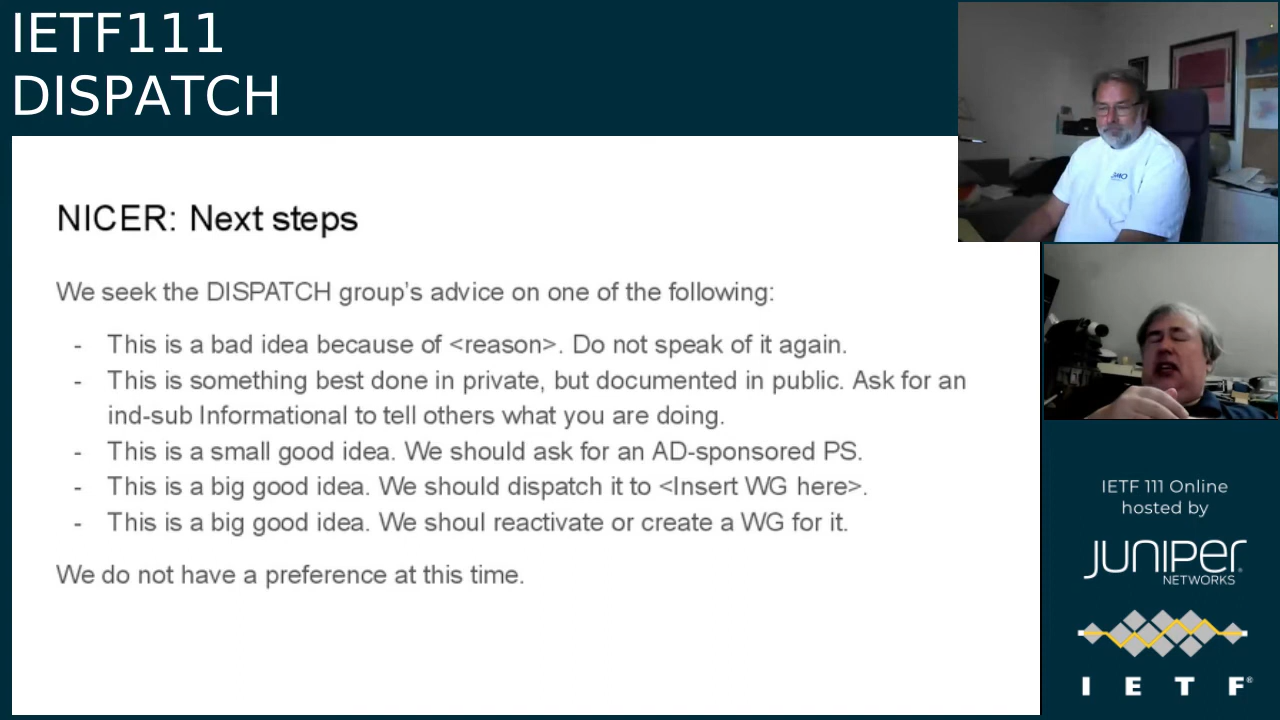 IETF111
DISPATCH
NICER: Next steps
We seek the DISPATCH group's advice on one of the following:
- This is a bad idea because of <reason>. Do not speak of it again.
- This is something best done in private, but documented in public. Ask for an
ind-sub Informational to tell others what you are doing.
- This is a small good idea. We should ask for an AD-sponsored PS.
- This is a big good idea. We should dispatch it to <Insert WG here>.
- This is a big good idea. We shoul reactivate or create a WG for it.
We do not have a preference at this time.
IETF 111 Online
hosted by
JUNIPEr
NETWORKS
I E T F®